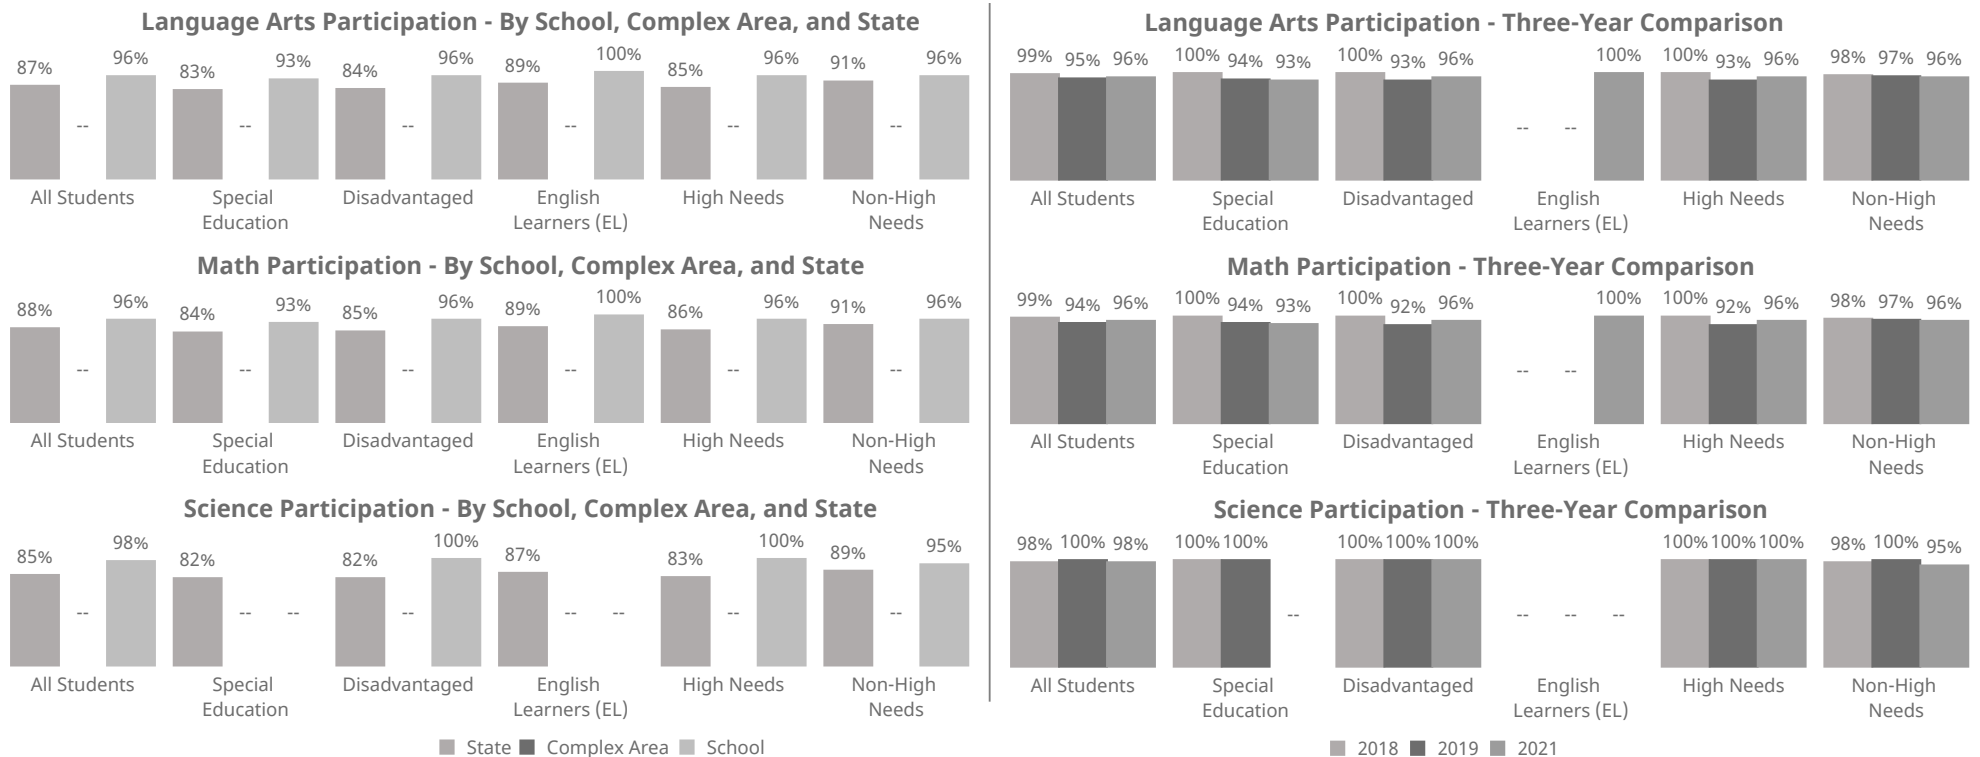 Language Arts Participation - By School, Complex Area, and State
87% 96% 83% 93% 84% 96% 89% 100% 85% 96% 91% 96%
-- -- -- -- -- --
All Students Special Education Disadvantaged English Learners (EL) High Needs Non-High Needs
Math Participation - By School, Complex Area, and State
88% 96% 84% 93% 85% 96% 89% 100% 86% 96% 91% 96%
-- -- -- -- -- --
All Students Special Education Disadvantaged English Learners (EL) High Needs Non-High Needs
Science Participation - By School, Complex Area, and State
85% 98% 82% 82% 100% 87% 83% 100% 89% 95%
-- -- -- -- -- -- -- --
All Students Special Education Disadvantaged English Learners (EL) High Needs Non-High Needs
State Complex Area School
Language Arts Participation - Three-Year Comparison
99% 95% 96% 100% 94% 93% 100% 93% 96% 100% 100% 93% 96% 98% 97% 96%
-- --
All Students Special Education Disadvantaged English Learners (EL) High Needs Non-High Needs
Math Participation - Three-Year Comparison
99% 94% 96% 100% 94% 93% 100% 92% 96% 100% 100% 92% 96% 98% 97% 96%
-- --
All Students Special Education Disadvantaged English Learners (EL) High Needs Non-High Needs
Science Participation - Three-Year Comparison
98% 100% 98% 100% 100% 100% 100% 100% 100% 100% 100% 98% 100% 95%
-- -- -- --
All Students Special Education Disadvantaged English Learners (EL) High Needs Non-High Needs
2018 2019 2021